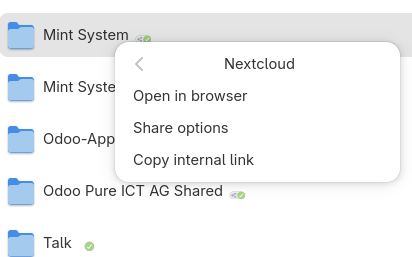 Mint System
Nextcloud
Mint Syste
Open in browser
Share options
Odoo-App
Copy internal link
Odoo Pure ICT AG Shared
Talk